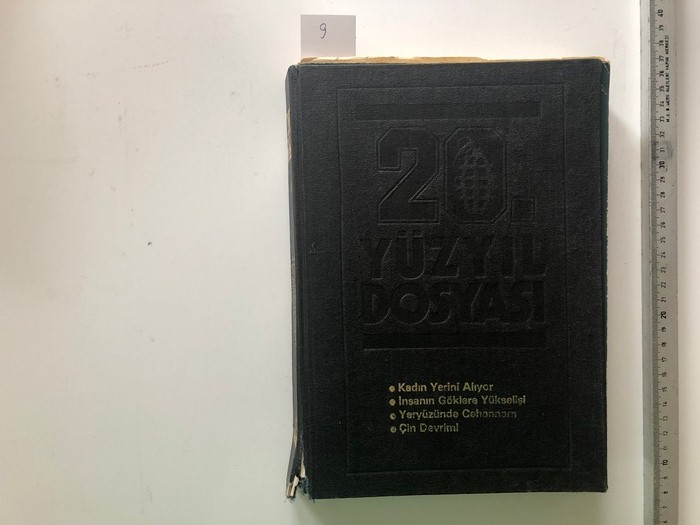 9
20.
YÜZYIL
DOSYASI
Kadın Yerini Alıyor
İnsanın Göklere Yükselişi
Yeryüzünde Cehennem
Çin Devrimi